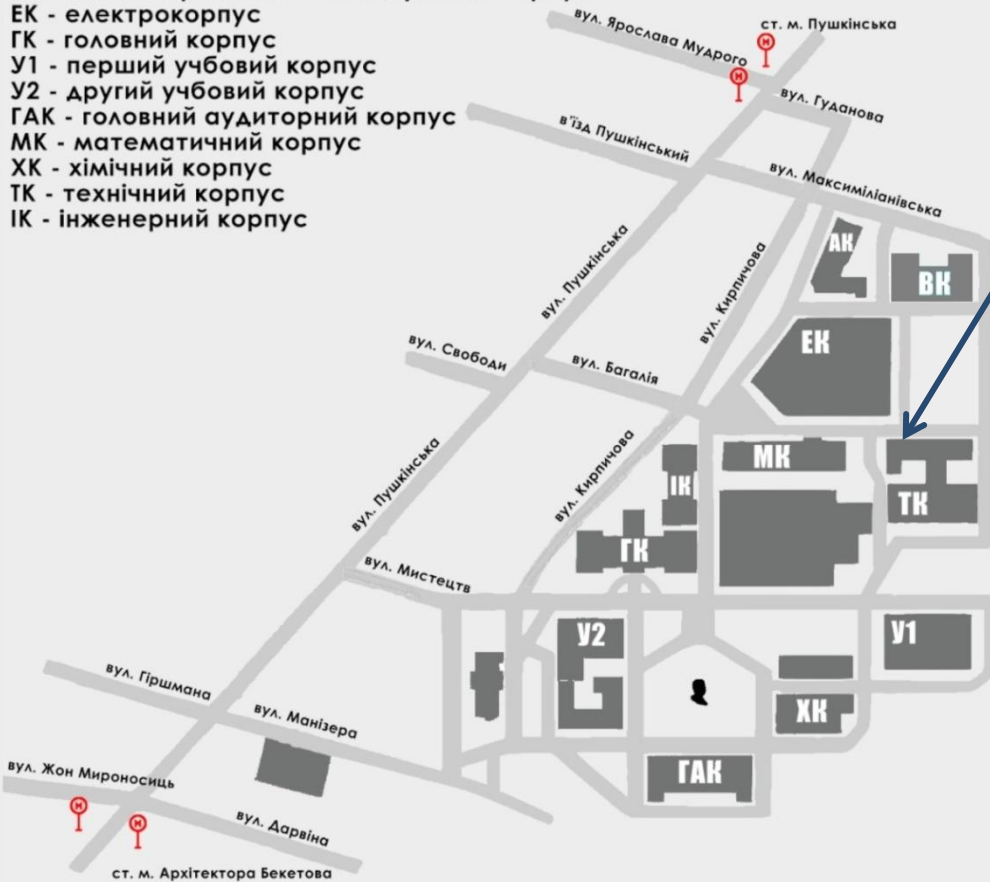 ЕК - електрокорпус
ГК - головний корпус
У1 - перший учбовий корпус
У2 - другий учбовий корпус
ГАК - головний аудиторний корпус
МК - математичний корпус
ХК - хімічний корпус
ТК - технічний корпус
ІК - інженерний корпус
вул. Ярослава Мудрого
ст. м. Пушкінська
вул. Гуданова
в'їзд Пушкінський
вул. Максиміліанівська
вул. Пушкінська
вул. Кирпичова
АК
ВК
ЕК
вул. Свободи
вул. Багалія
вул. Пушкінська
вул. Кирпичова
МК
ІК
ТК
ГК
вул. Мистецтв
У2
У1
вул. Гіршмана
вул. Манізера
ХК
ГАК
вул. Жон Мироносиць
вул. Дарвіна
ст. м. Архітектора Бекетова